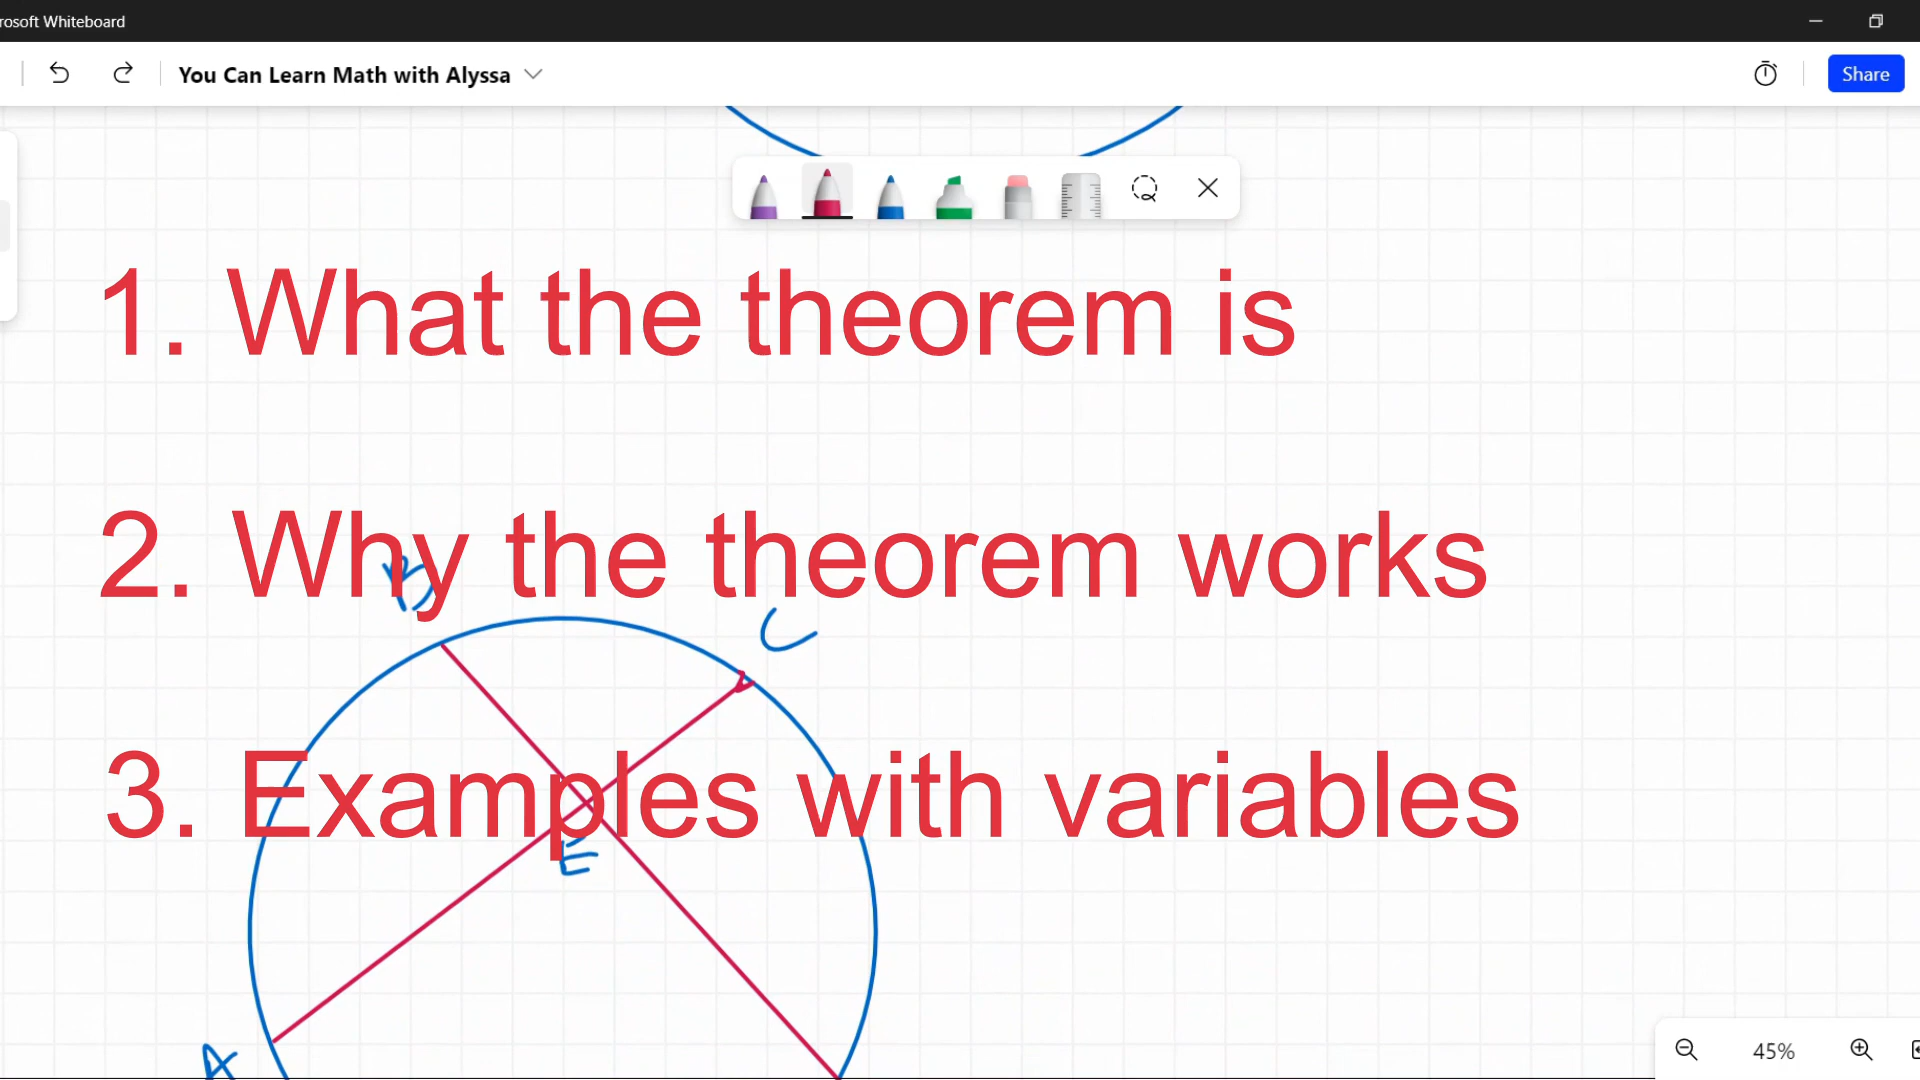 rosoft Whiteboard
You Can Learn Math with Alyssa
Share
1. What the theorem is
2. Why the theorem works
B
C
3. Examples with variables
E
A
45%